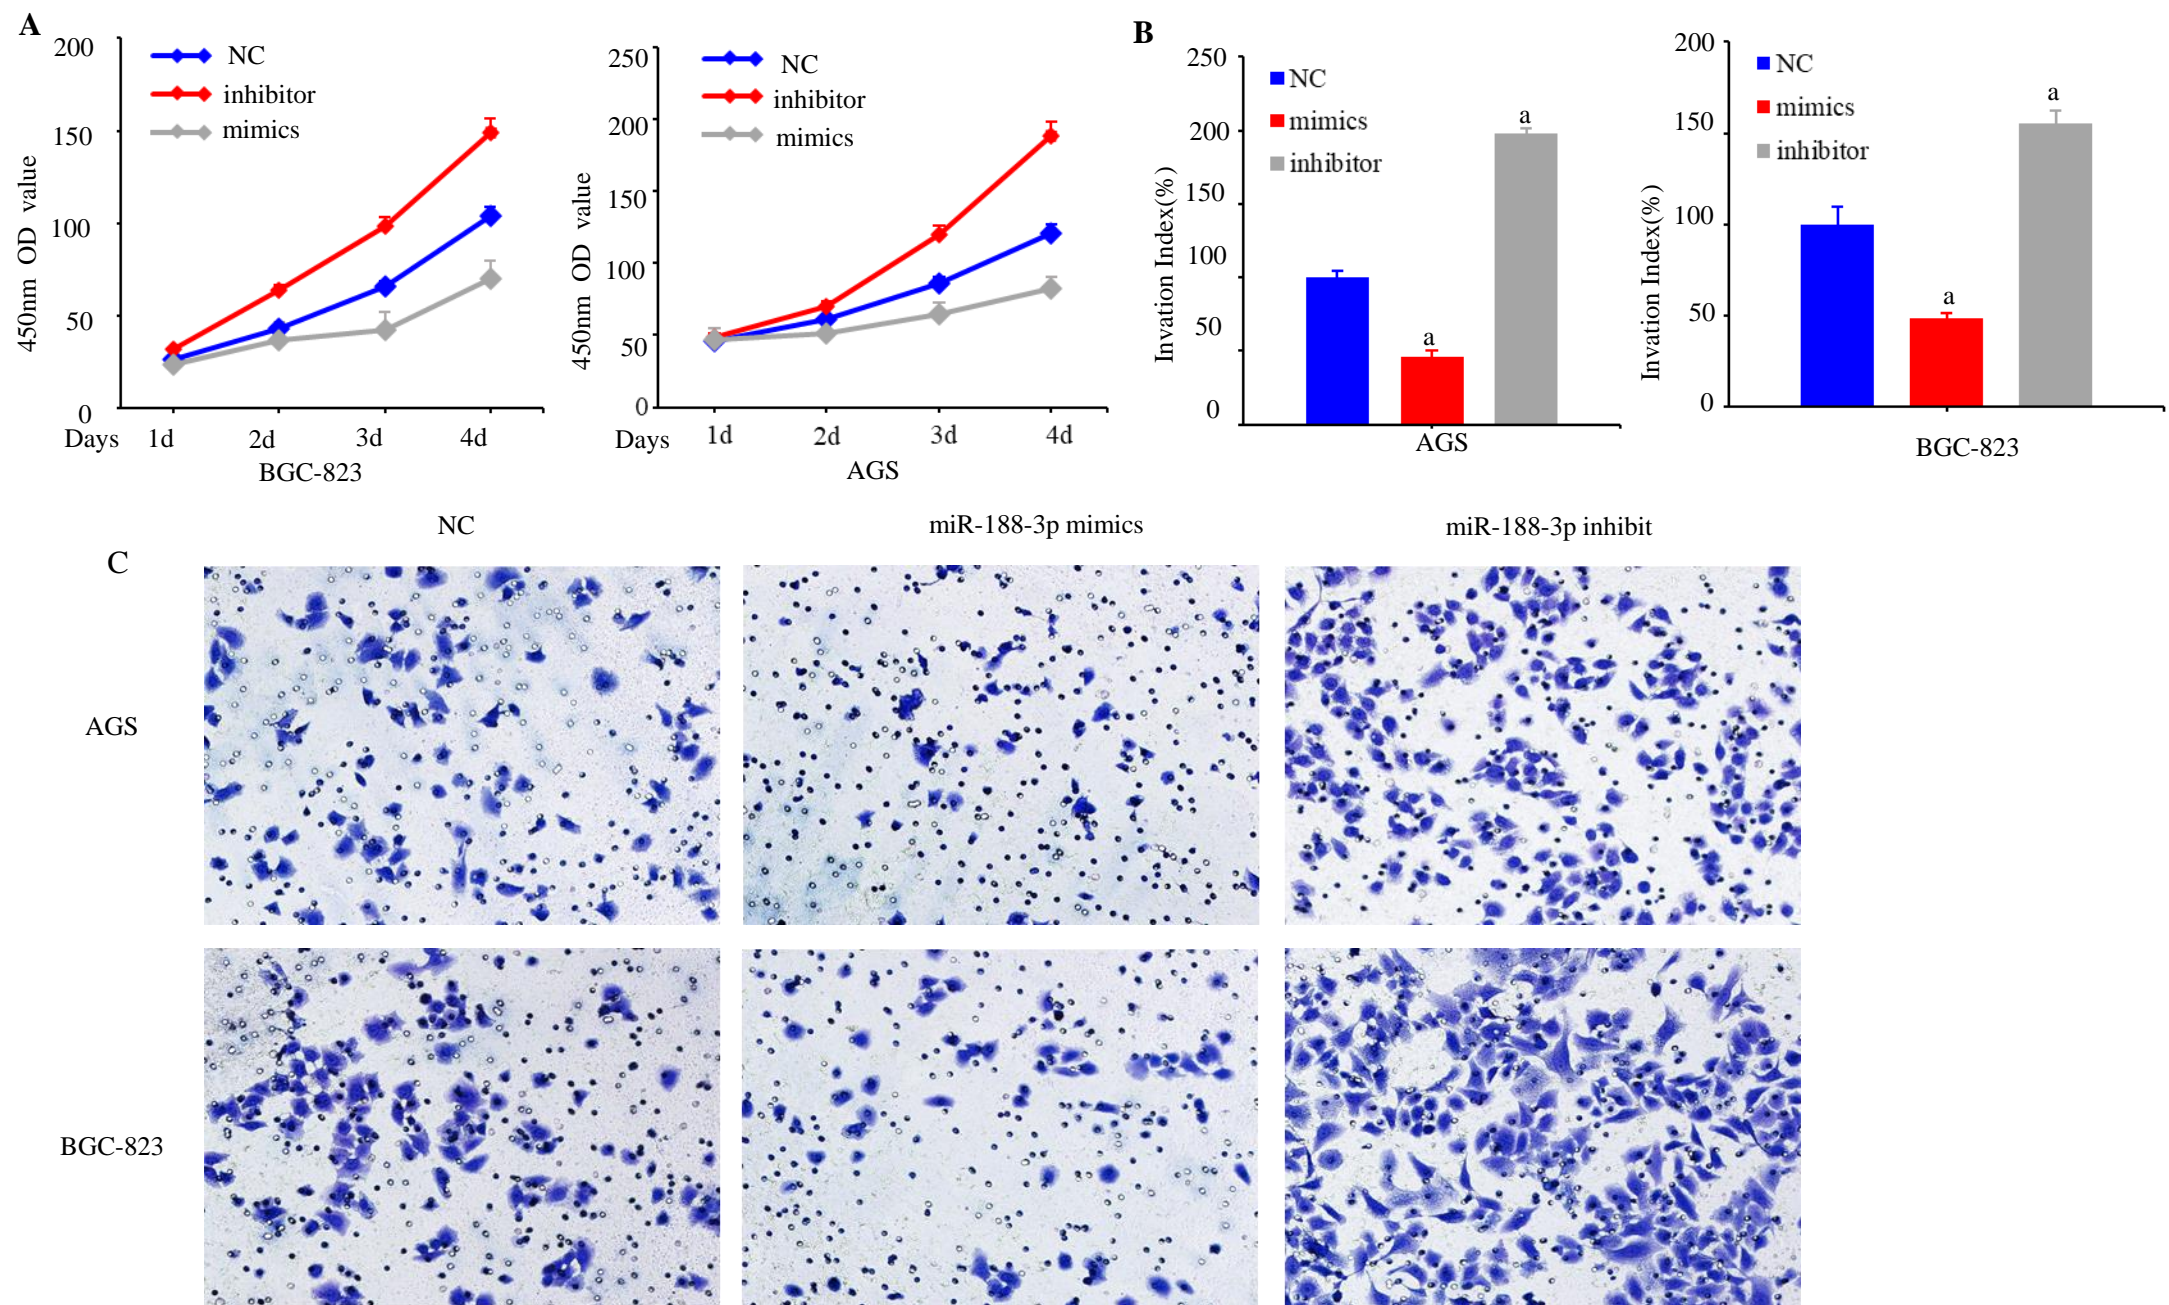 A
200
150
100
50
0
450nm OD value
NC
inhibitor
mimics
Days 1d 2d 3d 4d
BGC-823
250
200
150
100
50
0
450nm OD value
NC
inhibitor
mimics
Days 1d 2d 3d 4d
AGS
B
250
200
150
100
50
0
Invation Index(%)
NC
mimics
inhibitor
a
a
AGS
200
150
100
50
0
Invation Index(%)
NC
mimics
inhibitor
a
a
BGC-823
C
NC miR-188-3p mimics miR-188-3p inhibit
AGS
BGC-823